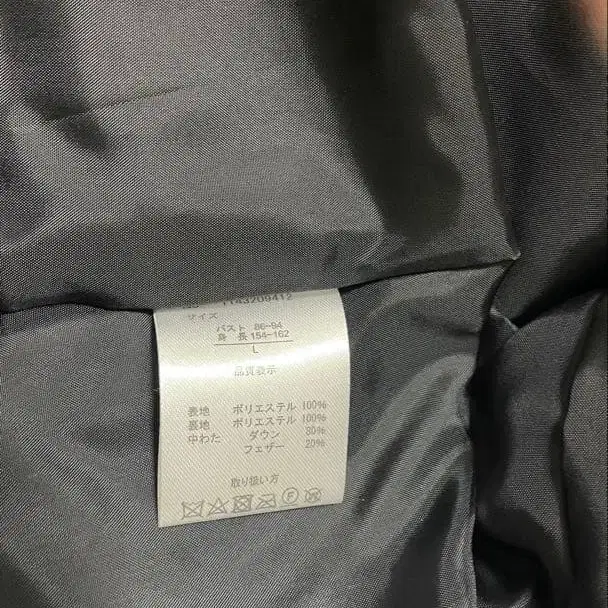 1143209412
サイズ
バスト 86-94
身長 154-162
L
品質表示
表地 ポリエステル 100%
裏地 ポリエステル 100%
中わた ダウン 80%
フェザー 20%
取り扱い方
F